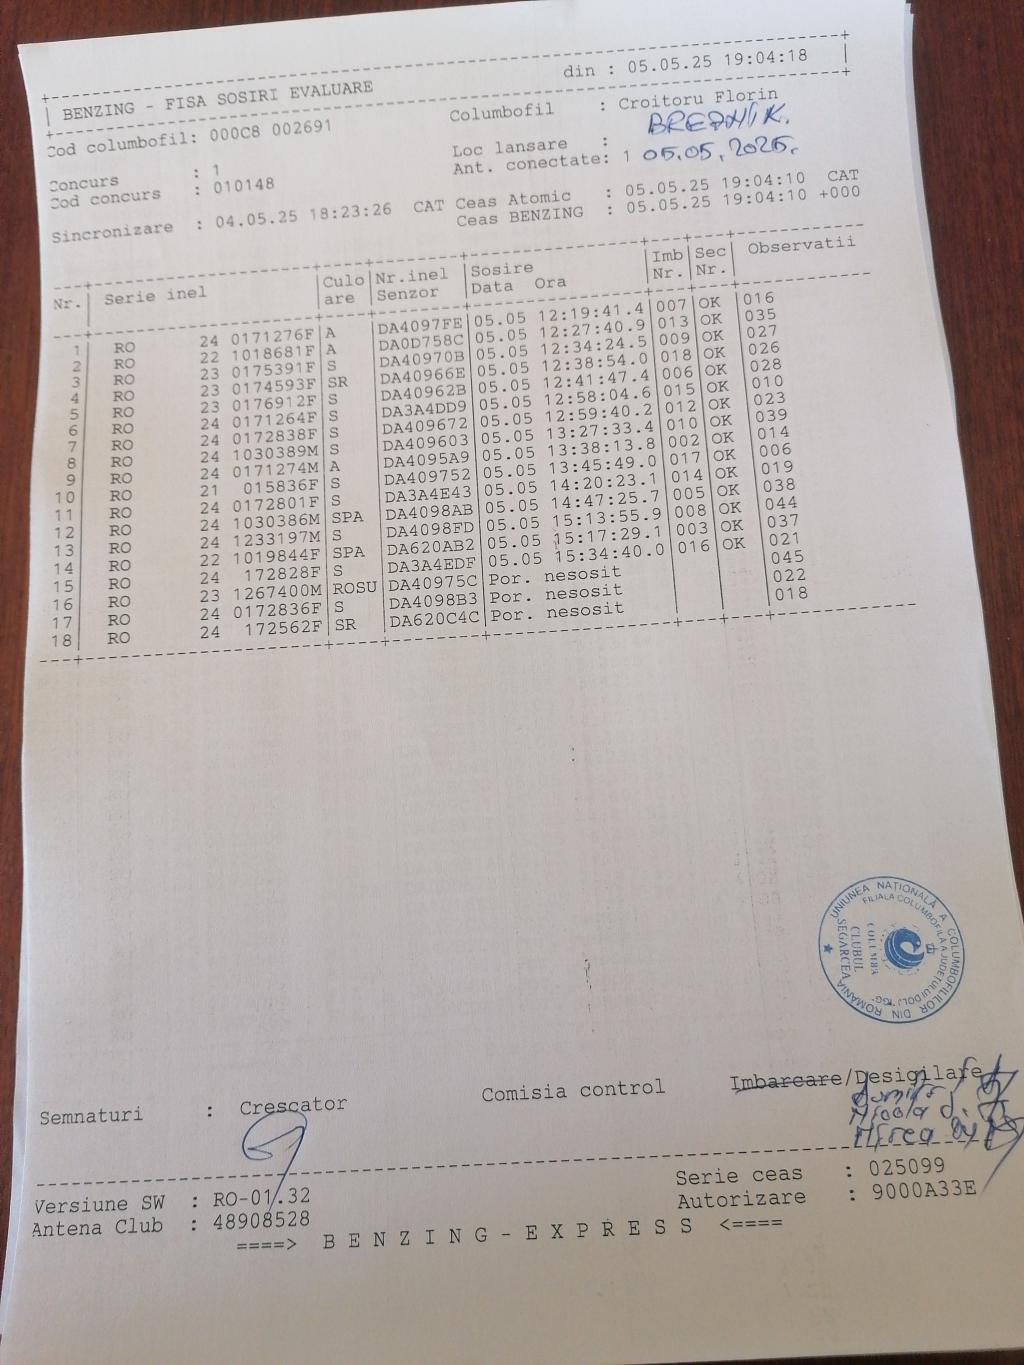 BENZING - FISA SOSIRI EVALUARE din : 05.05.25 19:04:18
Cod columbofil: 000C8 002691 Columbofil : Croitoru Florin
Loc lansare : BREZNIK.
Concurs : 1 Ant. conectate: 1 05.05.2025.
Cod concurs : 010148
Sincronizare : 04.05.25 18:23:26 CAT Ceas Atomic : 05.05.25 19:04:10 CAT
Ceas BENZING : 05.05.25 19:04:10 +000
Nr. Serie inel Culo Nr.inel Sosire Imb Sec Observatii
are Senzor Data Ora Nr. Nr.
1 RO 24 0171276F A DA4097FE 05.05 12:19:41.4 007 OK 016
2 RO 22 1018681F A DA0D758C 05.05 12:27:40.9 013 OK 035
3 RO 23 0175391F S DA40970B 05.05 12:34:24.5 009 OK 027
4 RO 23 0174593F SR DA40966E 05.05 12:38:54.0 018 OK 026
5 RO 23 0176912F S DA40962B 05.05 12:41:47.4 006 OK 028
6 RO 24 0171264F S DA3A4DD9 05.05 12:58:04.6 015 OK 010
7 RO 24 0172838F S DA409672 05.05 12:59:40.2 012 OK 023
8 RO 24 1030389M S DA409603 05.05 13:27:33.4 010 OK 039
9 RO 24 0171274M A DA4095A9 05.05 13:38:13.8 002 OK 014
10 RO 21 015836F S DA409752 05.05 13:45:49.0 017 OK 006
11 RO 24 0172801F S DA3A4E43 05.05 14:20:23.1 014 OK 019
12 RO 24 1030386M SPA DA4098AB 05.05 14:47:25.7 005 OK 038
13 RO 24 1233197M S DA4098FD 05.05 15:13:55.9 008 OK 044
14 RO 22 1019844F SPA DA620AB2 05.05 15:17:29.1 003 OK 037
15 RO 24 172828F S DA3A4EDF 05.05 15:34:40.0 016 OK 021
16 RO 23 1267400M ROSU DA40975C Por. nesosit 045
17 RO 24 0172836F S DA4098B3 Por. nesosit 022
18 RO 24 172562F SR DA620C4C Por. nesosit 018
UNIUNEA NAȚIONALĂ A COLUMBOFILILOR DIN ROMANIA
FILIALA COLUMBOFILA A JUDEȚULUI DOLJ
COLUMBA
CLUBUL
SEGARCEA
Semnaturi : Crescator Comisia control Imbarcare/Desigilare
Nicola
Mirea
Versiune SW : RO-01.32 Serie ceas : 025099
Antena Club : 48908528 Autorizare : 9000A33E
====> B E N Z I N G - E X P R E S S <====